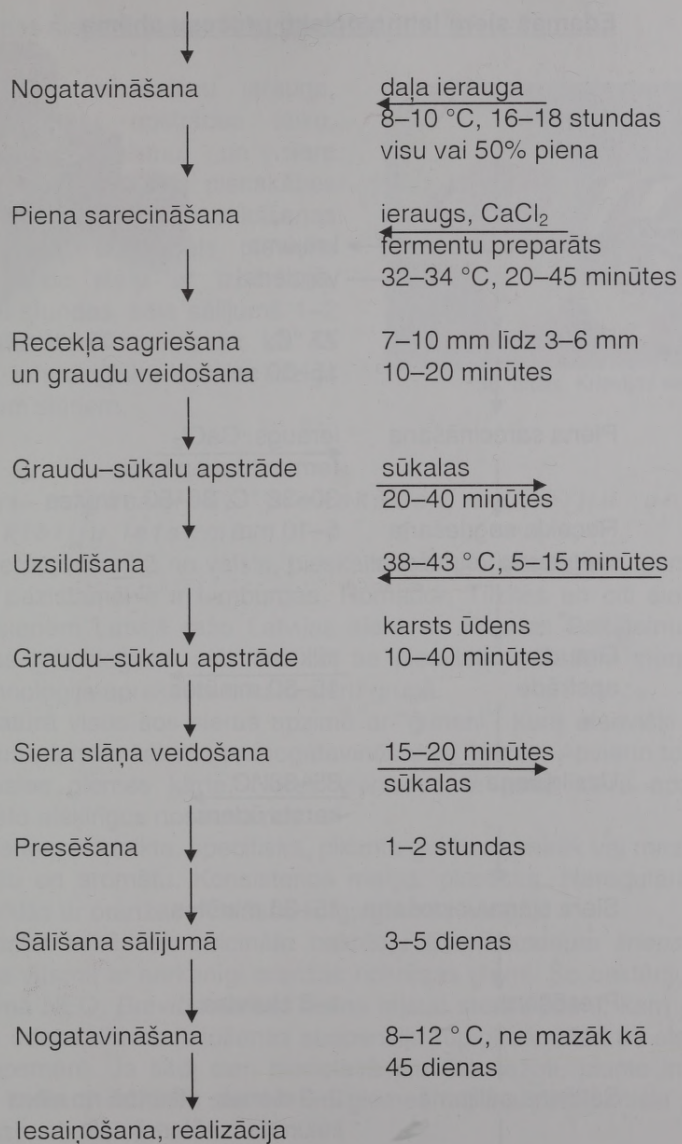 Nogatavināšana daļa ierauga
8–10 °C, 16–18 stundas
visu vai 50% piena
Piena sarecināšana ieraugs, CaCl₂
fermentu preparāts
32–34 °C, 20–45 minūtes
Recekļa sagriešana 7–10 mm līdz 3–6 mm
un graudu veidošana 10–20 minūtes
Graudu–sūkalu apstrāde sūkalas
20–40 minūtes
Uzsildīšana 38–43 °C, 5–15 minūtes
karsts ūdens
Graudu–sūkalu apstrāde 10–40 minūtes
Siera slāņa veidošana 15–20 minūtes
sūkalas
Presēšana 1–2 stundas
Sālīšana sālījumā 3–5 dienas
Nogatavināšana 8–12 °C, ne mazāk kā
45 dienas
Iesaiņošana, realizācija